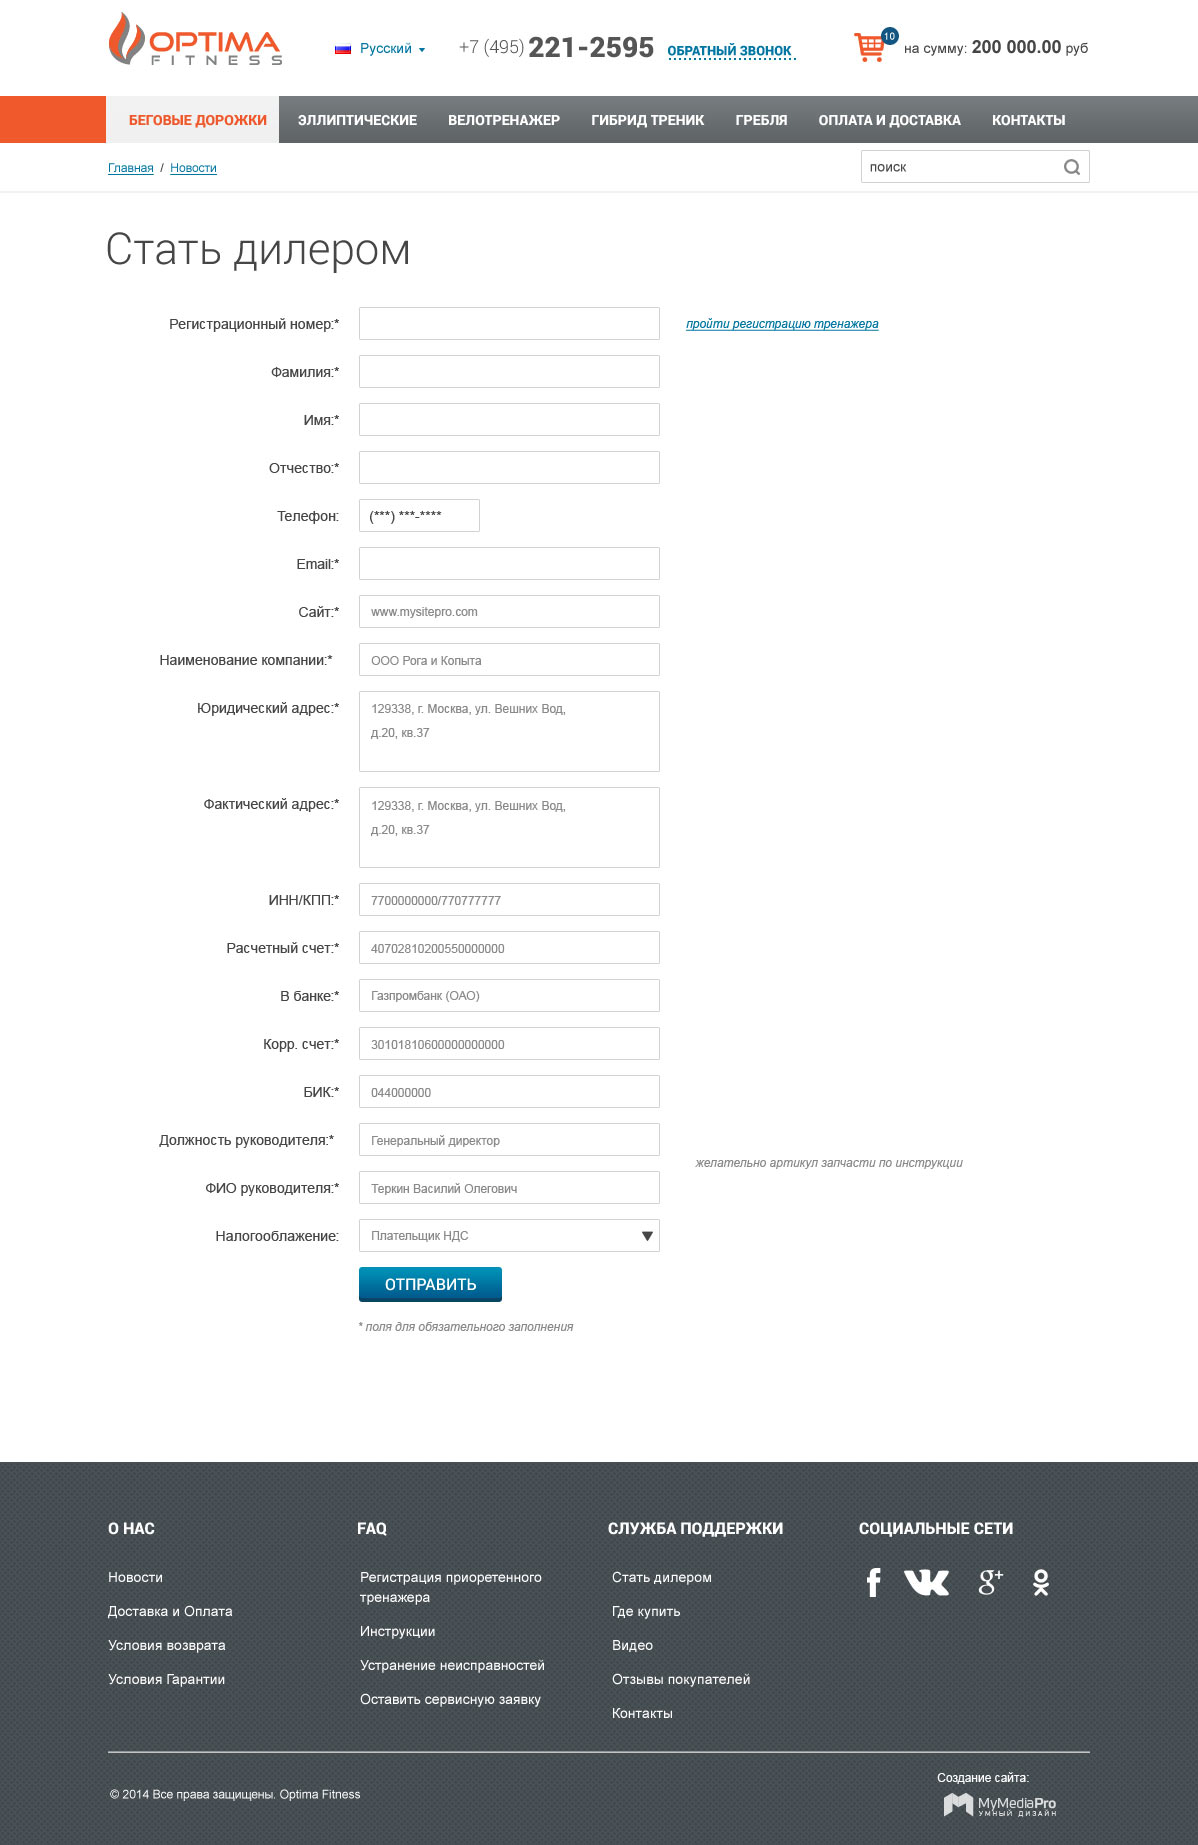 OPTIMA
FITNESS
Русский
+7 (495) 221-2595
ОБРАТНЫЙ ЗВОНОК
10
на сумму: 200 000.00 руб
БЕГОВЫЕ ДОРОЖКИ ЭЛЛИПТИЧЕСКИЕ ВЕЛОТРЕНАЖЕР ГИБРИД ТРЕНИК ГРЕБЛЯ ОПЛАТА И ДОСТАВКА КОНТАКТЫ
Главная / Новости
поиск
Стать дилером
Регистрационный номер:*
пройти регистрацию тренажера
Фамилия:*
Имя:*
Отчество:*
Телефон: (***) ***-****
Email:*
Сайт:* www.mysitepro.com
Наименование компании:* ООО Рога и Копыта
Юридический адрес:* 129338, г. Москва, ул. Вешних Вод,
д.20, кв.37
Фактический адрес:* 129338, г. Москва, ул. Вешних Вод,
д.20, кв.37
ИНН/КПП:* 7700000000/770777777
Расчетный счет:* 40702810200550000000
В банке:* Газпромбанк (ОАО)
Корр. счет:* 30101810600000000000
БИК:* 044000000
Должность руководителя:* Генеральный директор
желательно артикул запчасти по инструкции
ФИО руководителя:* Теркин Василий Олегович
Налогооблажение: Плательщик НДС
ОТПРАВИТЬ
* поля для обязательного заполнения
О НАС
Новости
Доставка и Оплата
Условия возврата
Условия Гарантии
FAQ
Регистрация приоретенного
тренажера
Инструкции
Устранение неисправностей
Оставить сервисную заявку
СЛУЖБА ПОДДЕРЖКИ
Стать дилером
Где купить
Видео
Отзывы покупателей
Контакты
СОЦИАЛЬНЫЕ СЕТИ
© 2014 Все права защищены. Optima Fitness
Создание сайта:
MyMediaPro
УМНЫЙ ДИЗАЙН